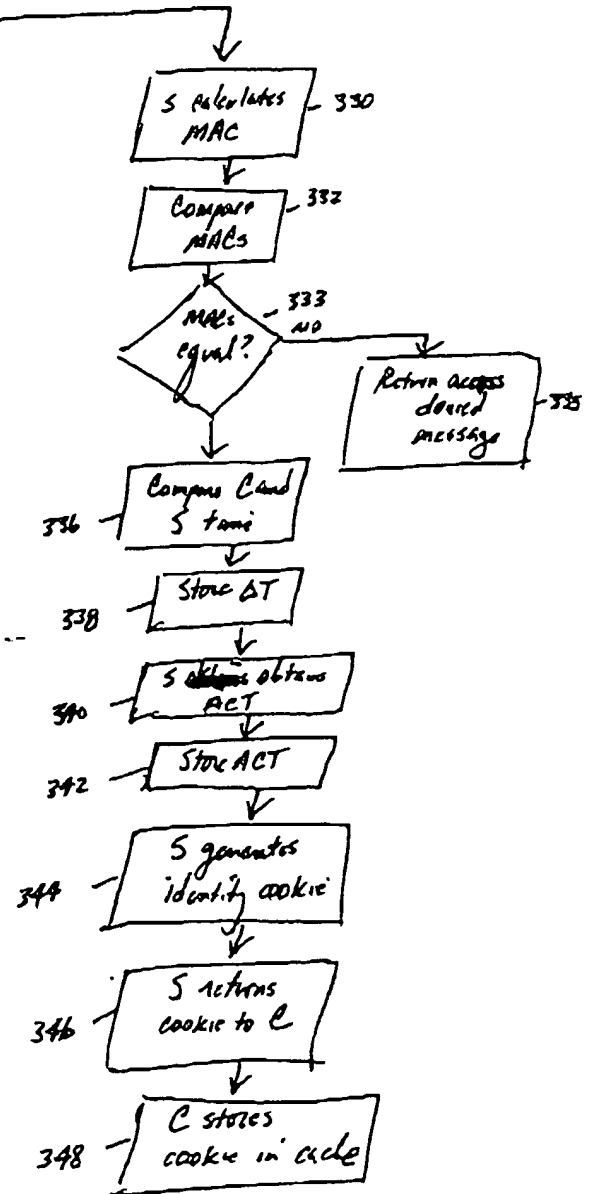 S calculates
MAC
330
Compare
MACs
332
MACs
equal?
333
NO
Return access
denied
message
335
Compare C and
S time
336
Store ΔT
338
S obtains
ACT
340
Store ACT
342
S generates
identity cookie
344
S returns
cookie to C
346
C stores
cookie in cache
348